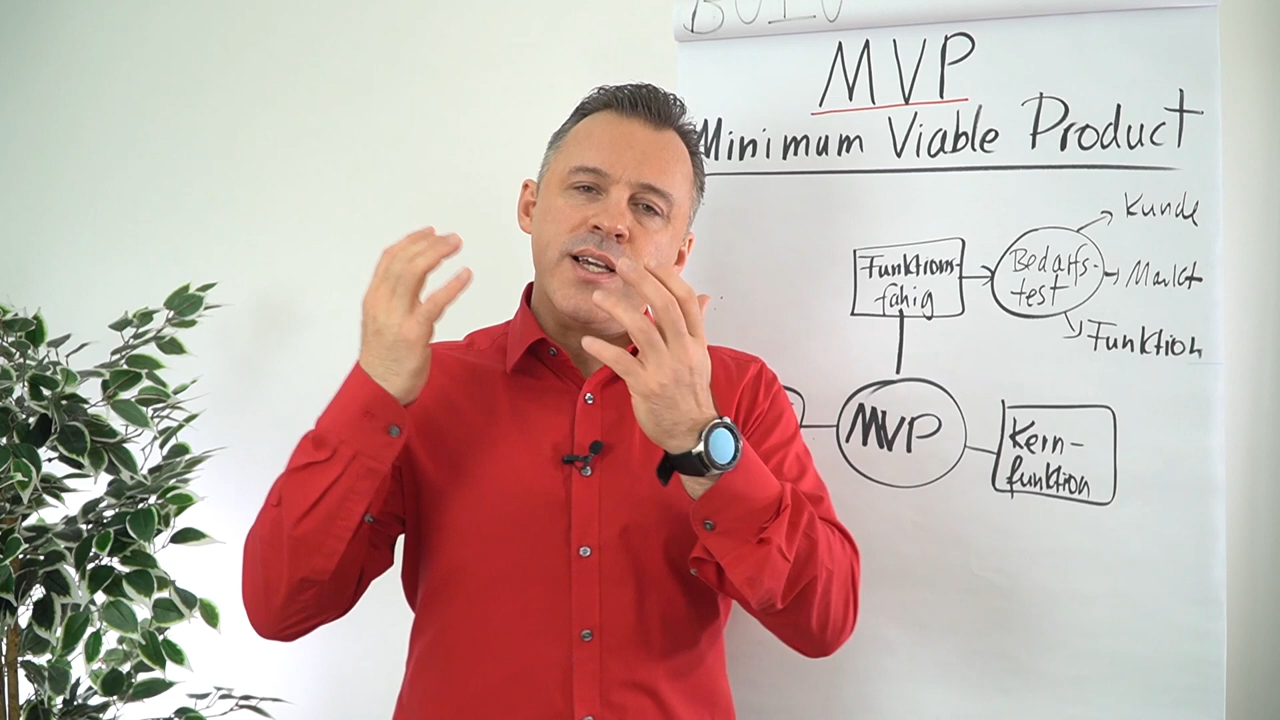 MVP
Minimum Viable Product
Kunde
Funktions-
fähig
Bedarfs-
test
Markt
Funktion
MVP
Kern-
funktion